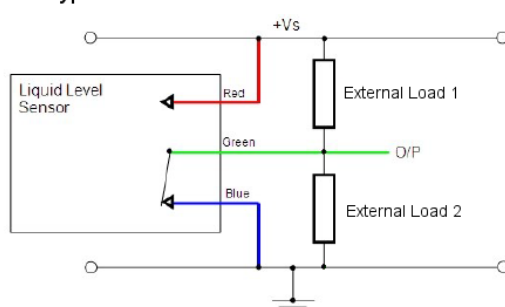 +Vs
Liquid Level
Sensor
Red
External Load 1
Green
O/P
Blue
External Load 2